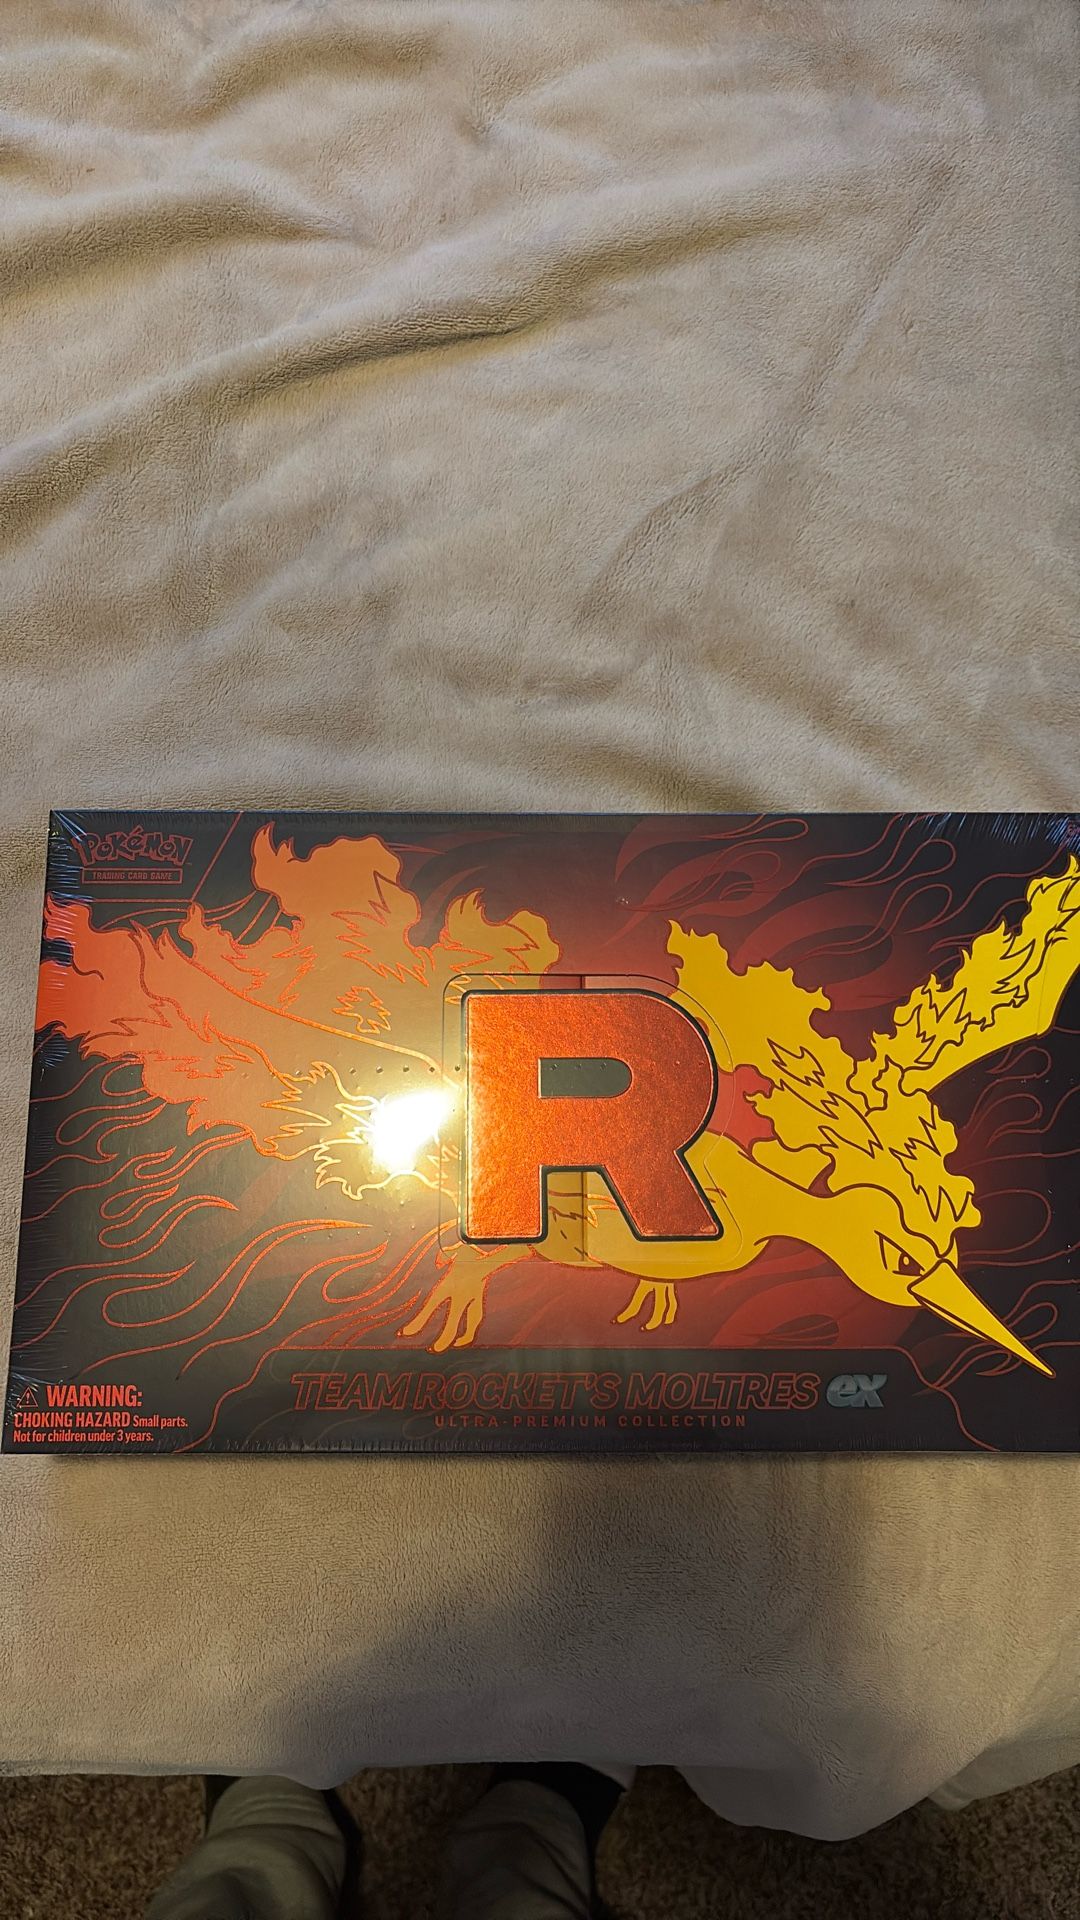 POKéMON
TRADING CARD GAME
R
TEAM ROCKET'S MOLTRES ex
ULTRA-PREMIUM COLLECTION
WARNING:
CHOKING HAZARD Small parts.
Not for children under 3 years.